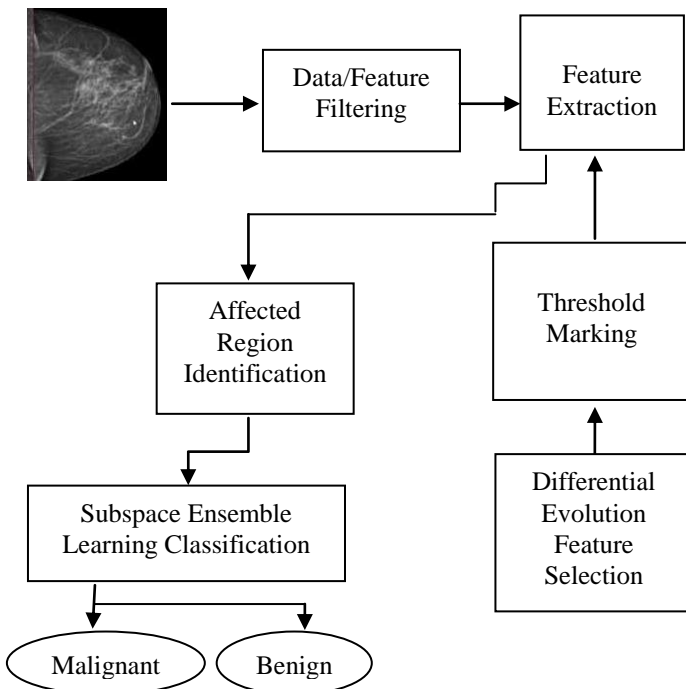 Data/Feature
Filtering
Feature
Extraction
Affected
Region
Identification
Threshold
Marking
Subspace Ensemble
Learning Classification
Differential
Evolution
Feature
Selection
Malignant
Benign